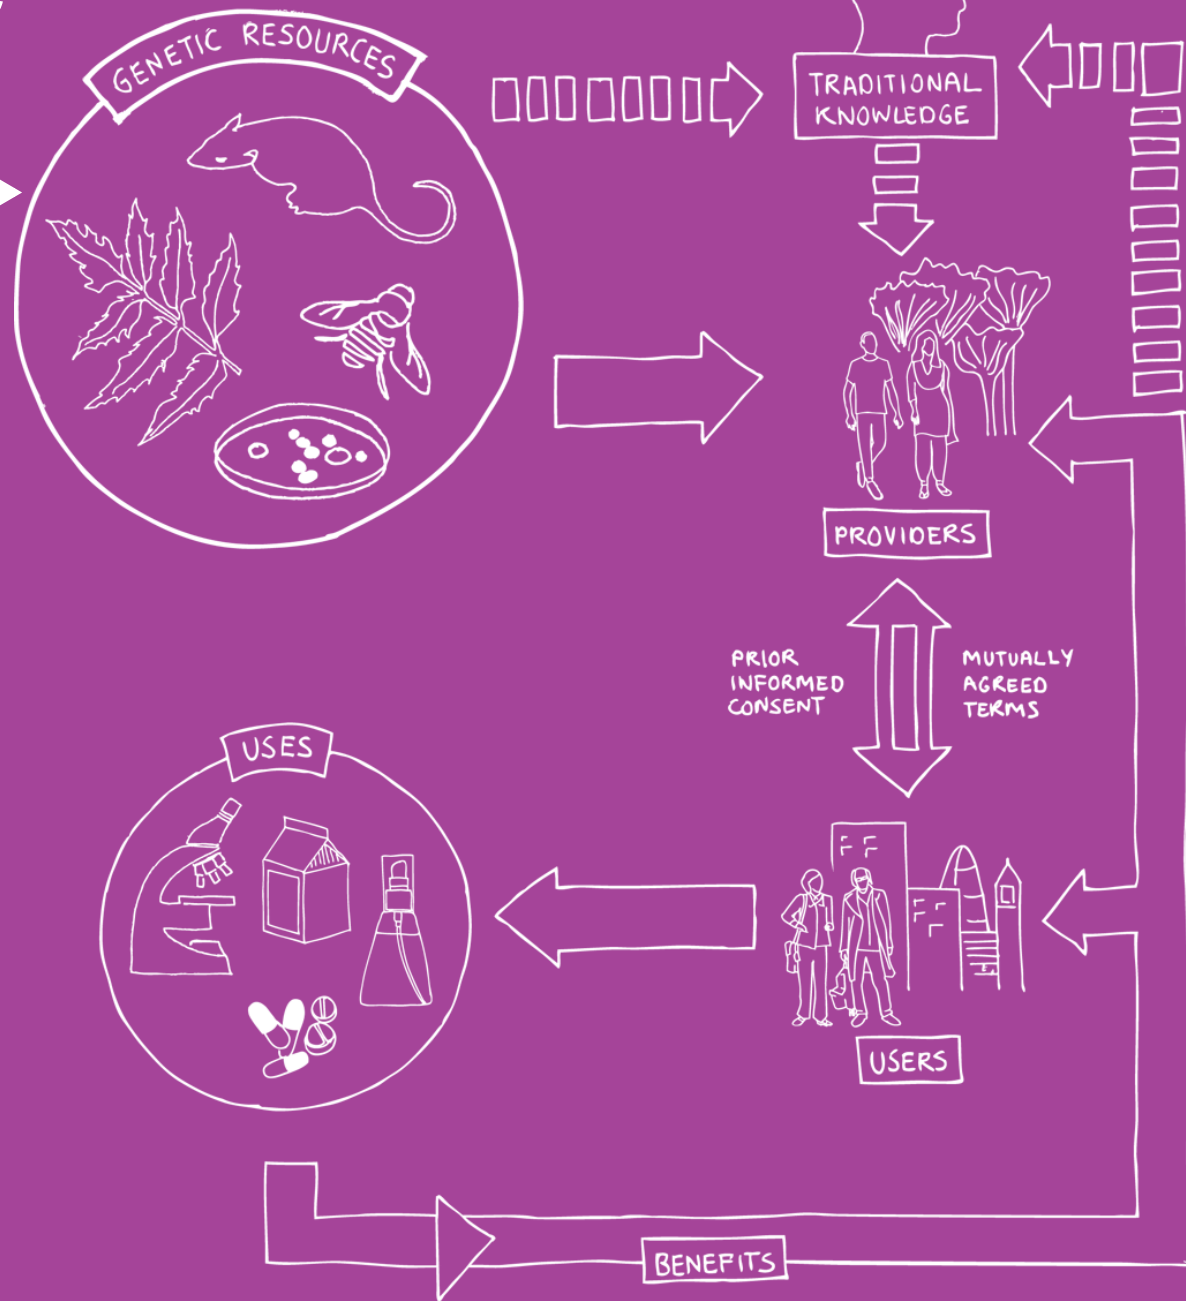 GENETIC RESOURCES
TRADITIONAL
KNOWLEDGE
PROVIDERS
PRIOR
INFORMED
CONSENT
MUTUALLY
AGREED
TERMS
USES
USERS
BENEFITS